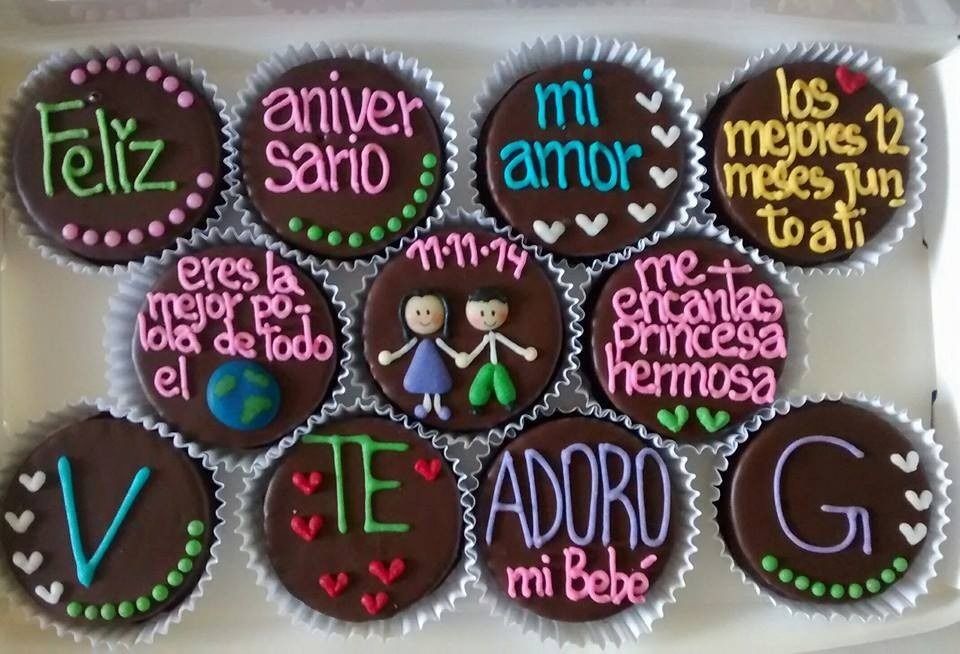 Feliz
aniver
sario
mi
amor
los
mejores 12
meses jun
to a ti
eres la
mejor po-
lola de todo
el
11·11·14
me
encantas
princesa
hermosa
V
TE
ADORO
mi Bebé
G